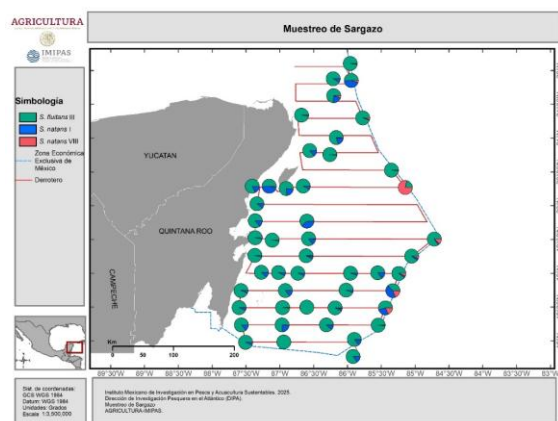 AGRICULTURA
IMIPAS
Muestreo de Sargazo
Simbología
S. fluitans III
S. natans I
S. natans VIII
Zona Económica
Exclusiva de
México
Derrotero
YUCATAN
QUINTANA ROO
CAMPECHE
Km
0 50 100 200
89°30'W 89°W 88°30'W 88°W 87°30'W 87°W 86°30'W 86°W 85°30'W 85°W 84°30'W 84°W 83°30'W 83°W
Sist. de coordenadas:
GCS WGS 1984
Datum: WGS 1984
Unidades: Grados
Escala: 1:3,500,000
Instituto Mexicano de Investigación en Pesca y Acuacultura Sustentables, 2025.
Dirección de Investigación Pesquera en el Atlántico (DIPA)
Muestreo de Sargazo
AGRICULTURA-IMIPAS.